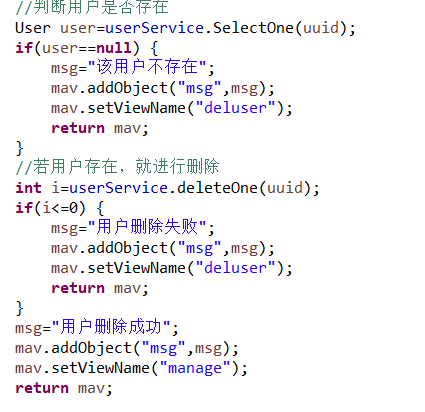 //判断用户是否存在
User user=userService.SelectOne(uuid);
if(user==null) {
msg="该用户不存在";
mav.addObject("msg",msg);
mav.setViewName("deluser");
return mav;
}
//若用户存在，就进行删除
int i=userService.deleteOne(uuid);
if(i<=0) {
msg="用户删除失败";
mav.addObject("msg",msg);
mav.setViewName("deluser");
return mav;
}
msg="用户删除成功";
mav.addObject("msg",msg);
mav.setViewName("manage");
return mav;